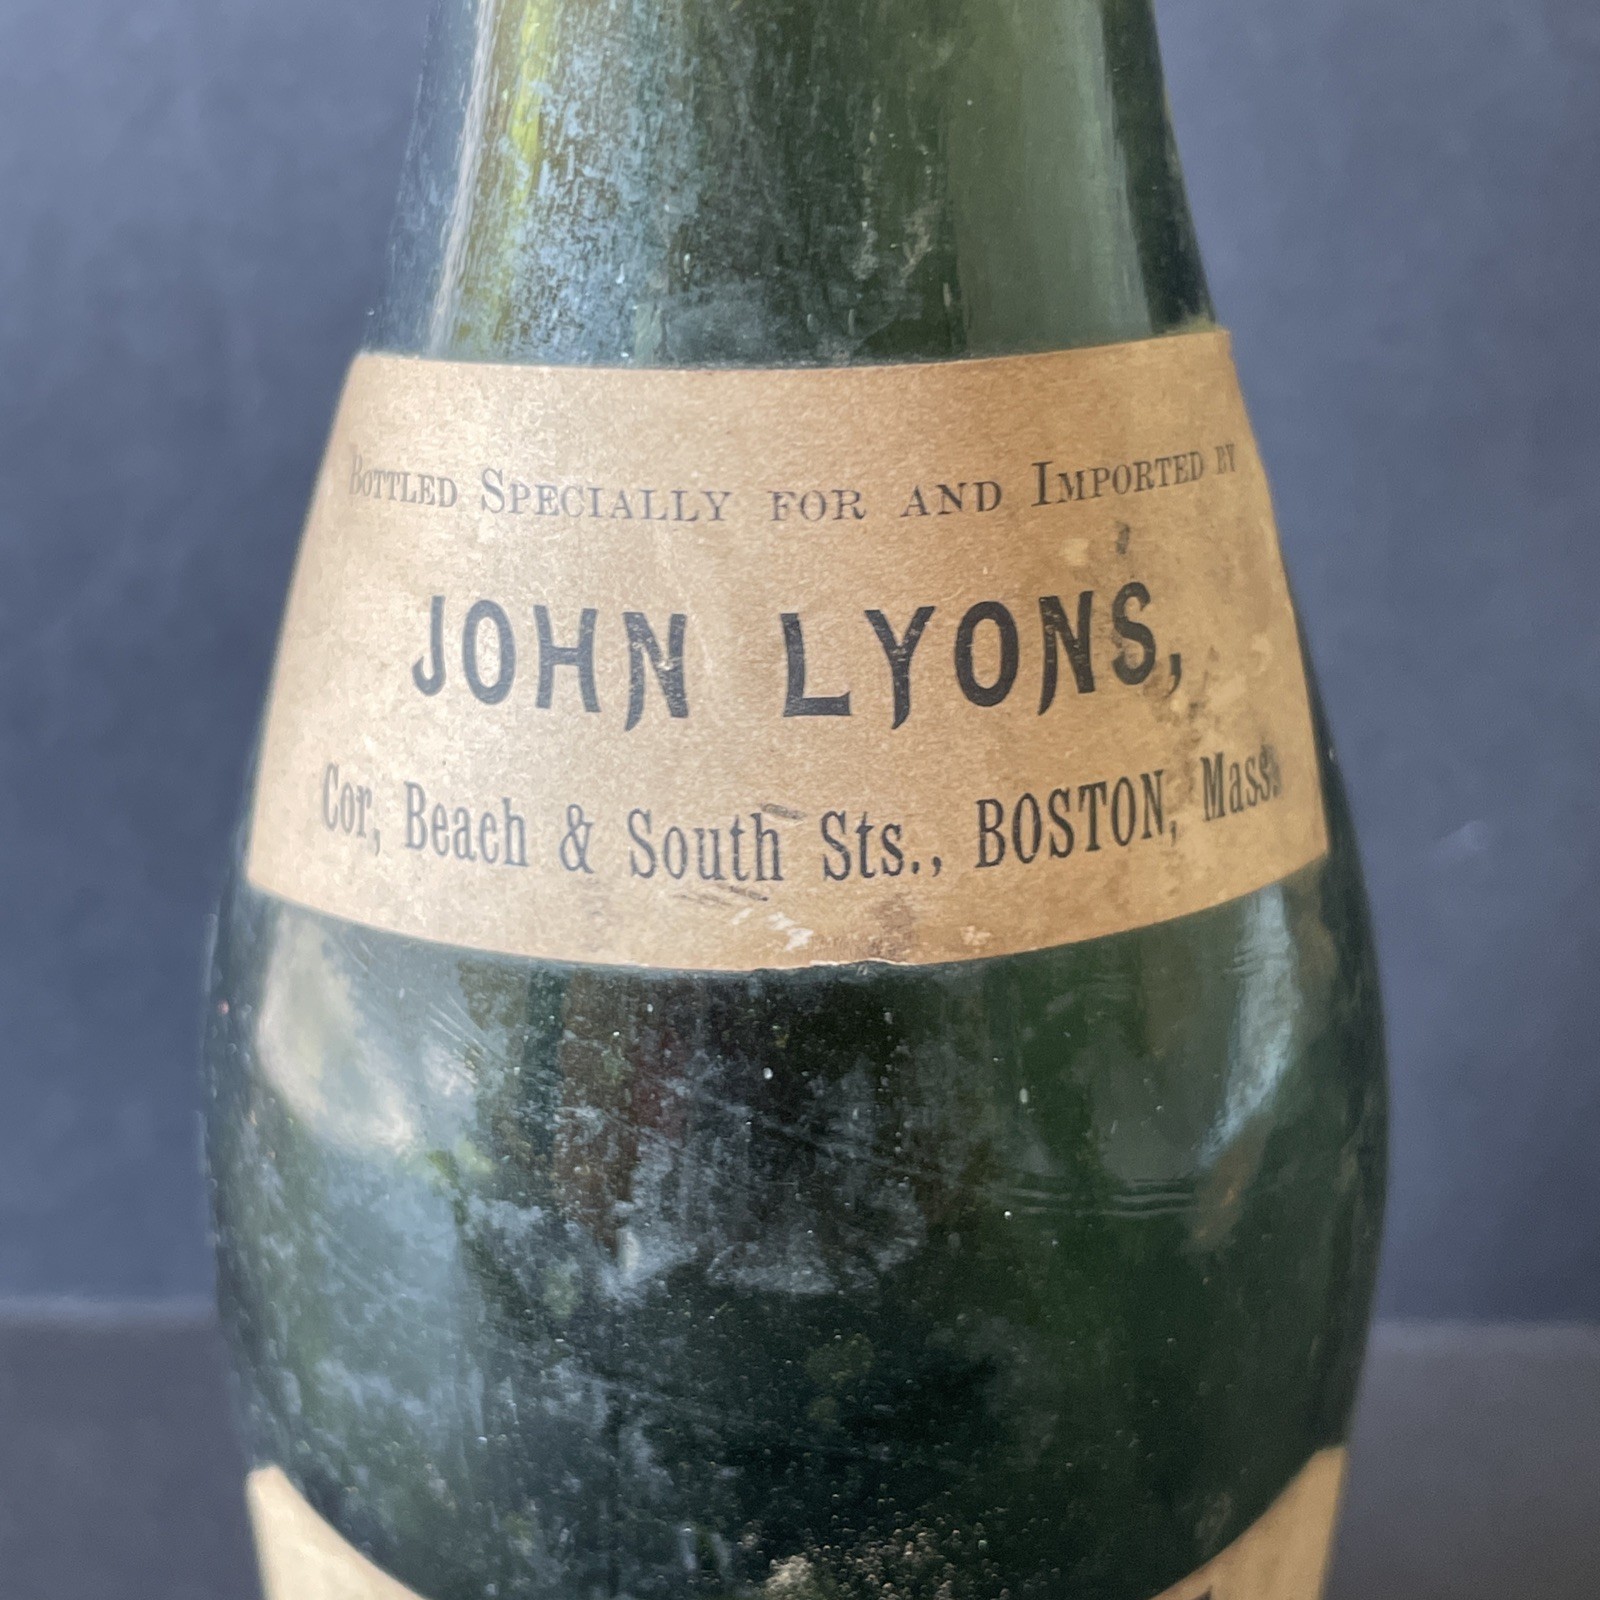 BOTTLED SPECIALLY FOR AND IMPORTED BY
JOHN LYONS,
Cor, Beach & South Sts., BOSTON, Mass.